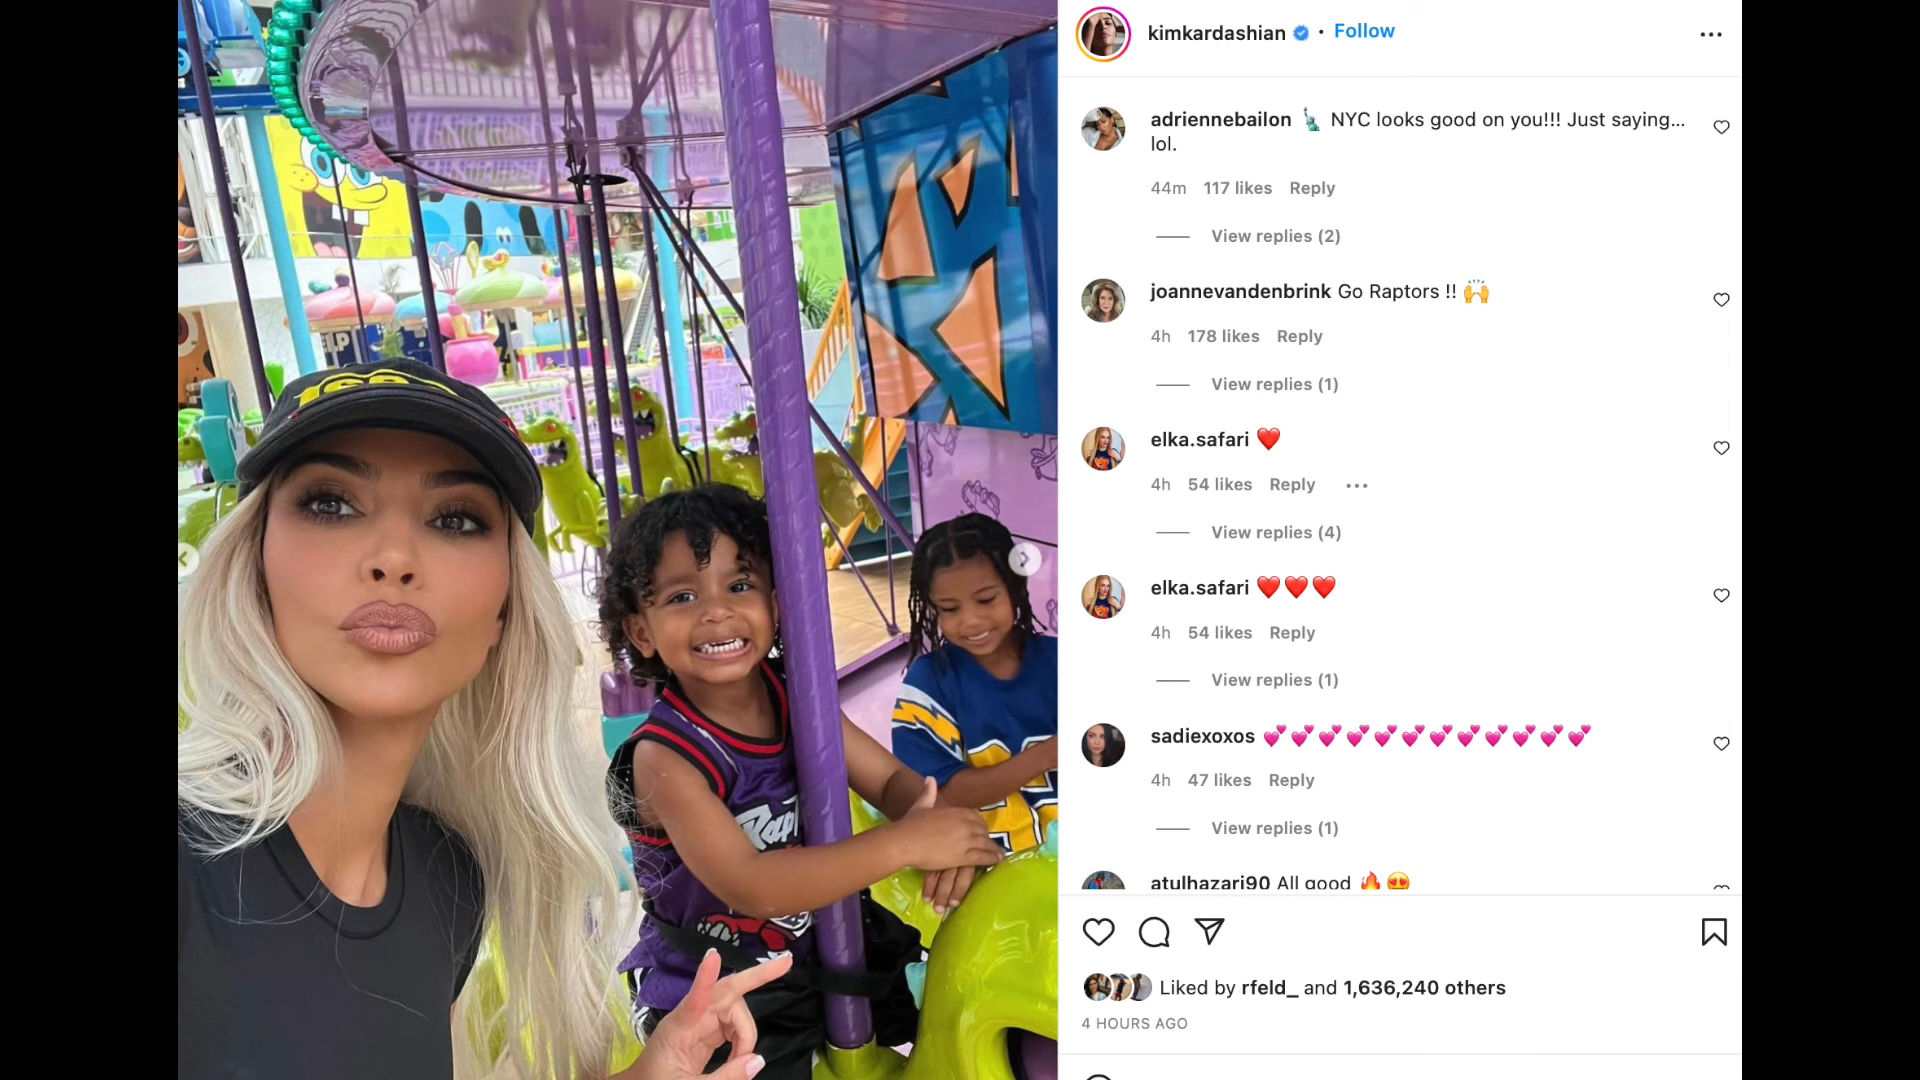 kimkardashian • Follow
adriennebailon 🗽 NYC looks good on you!!! Just saying...
lol.
44m 117 likes Reply
View replies (2)
joannevandenbrink Go Raptors !! 🙌
4h 178 likes Reply
View replies (1)
elka.safari ❤️
4h 54 likes Reply
View replies (4)
elka.safari ❤️❤️❤️
4h 54 likes Reply
View replies (1)
sadiexoxos 💕💕💕💕💕💕💕💕💕💕💕💕
4h 47 likes Reply
View replies (1)
atulhazari90 All good 🔥😍
Liked by rfeld_ and 1,636,240 others
4 HOURS AGO